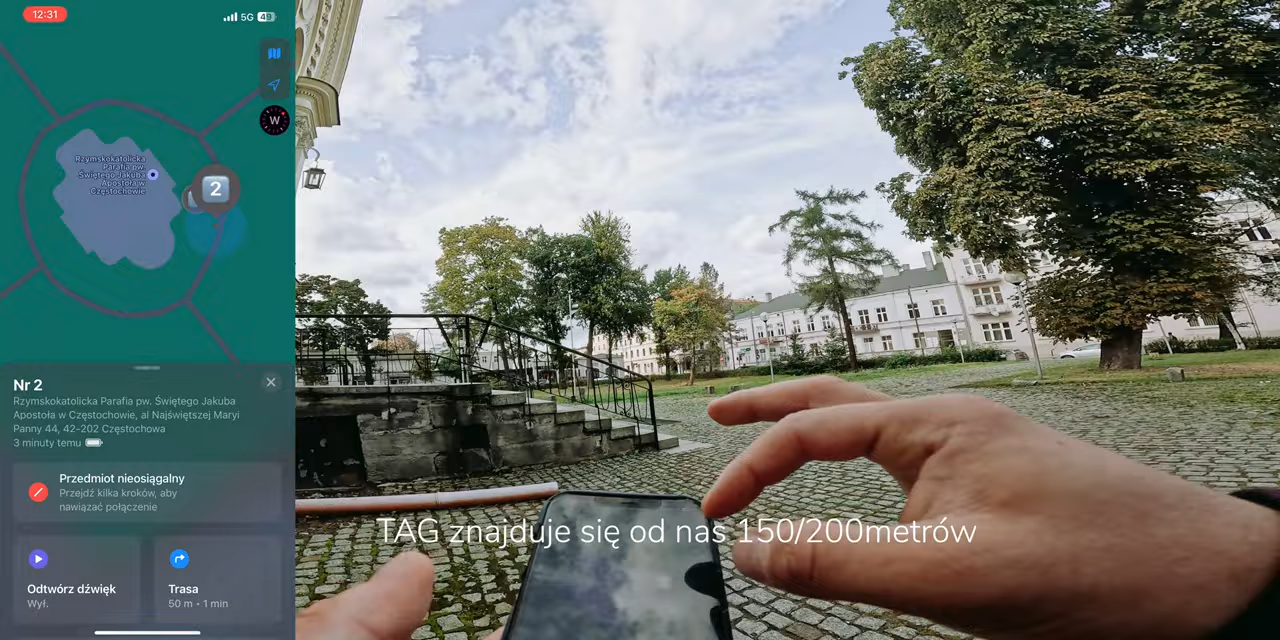 12:31
5G 49
W
Rzymskokatolicka
Parafia pw.
Świętego Jakuba
Apostoła w
Częstochowie
2
Nr 2
Rzymskokatolicka Parafia pw. Świętego Jakuba
Apostoła w Częstochowie, al Najświętszej Maryi
Panny 44, 42-202 Częstochowa
3 minuty temu
Przedmiot nieosiągalny
Przejdź kilka kroków, aby
nawiązać połączenie
Odtwórz dźwięk
Wył.
Trasa
50 m • 1 min
TAG znajduje się od nas 150/200metrów